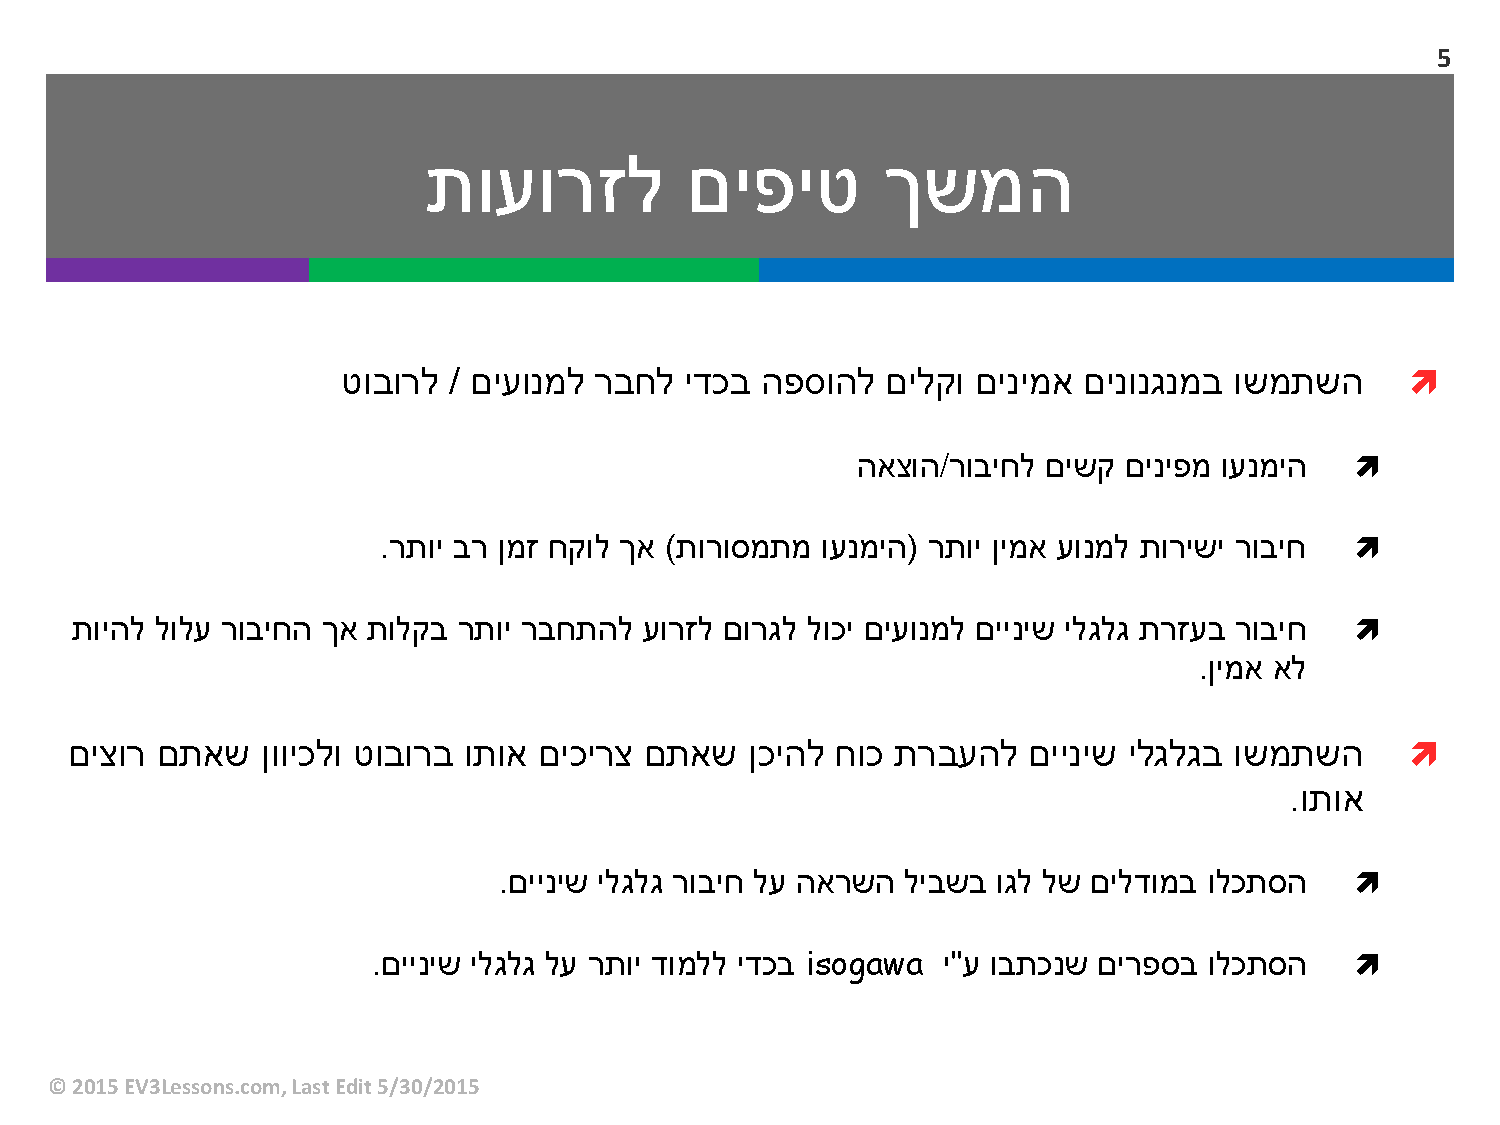 5
המשך טיפים לזרועות
השתמשו במנגנונים אמינים וקלים להוספה בכדי לחבר למנועים / לרובוט
הימנעו מפינים קשים לחיבור/הוצאה
חיבור ישירות למנוע אמין יותר (הימנעו מתמסורות) אך לוקח זמן רב יותר.
חיבור בעזרת גלגלי שיניים למנועים יכול לגרום לזרוע להתחבר יותר בקלות אך החיבור עלול להיות
לא אמין.
השתמשו בגלגלי שיניים להעברת כוח להיכן שאתם צריכים אותו ברובוט ולכיוון שאתם רוצים
אותו.
הסתכלו במודלים של לגו בשביל השראה על חיבור גלגלי שיניים.
הסתכלו בספרים שנכתבו ע"י isogawa בכדי ללמוד יותר על גלגלי שיניים.
© 2015 EV3Lessons.com, Last Edit 5/30/2015